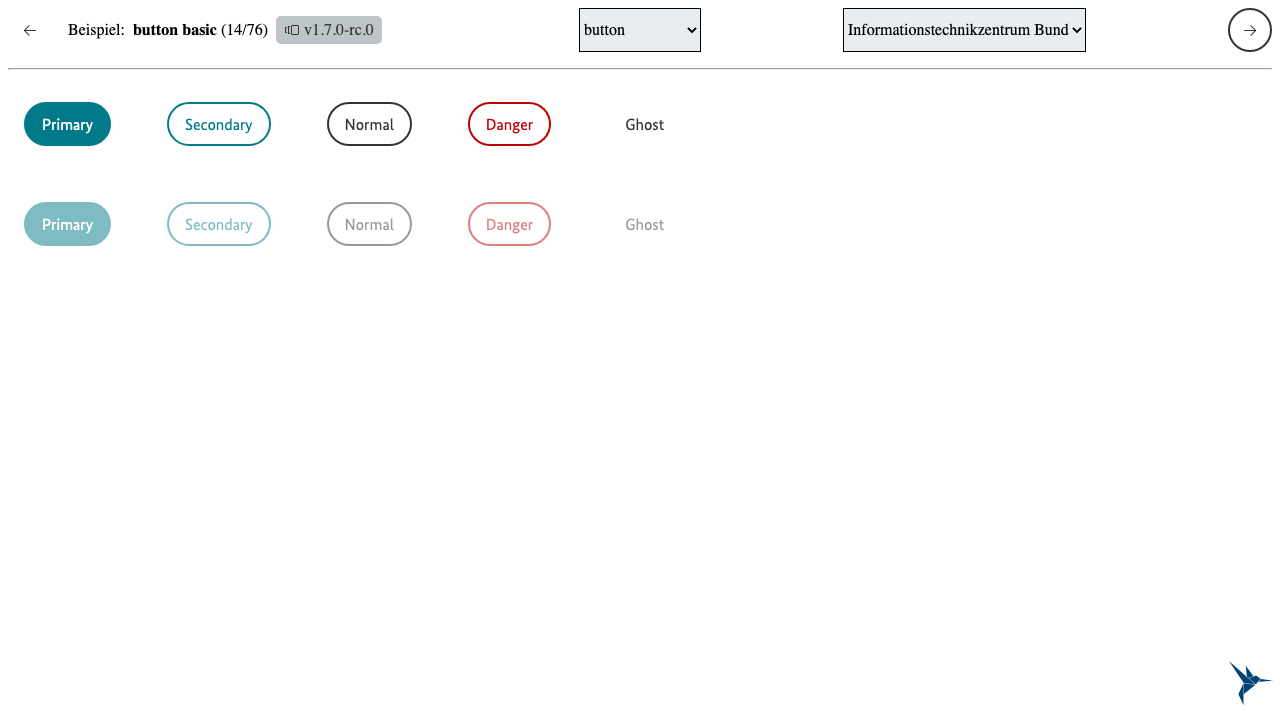 Beispiel: button basic (14/76) v1.7.0-rc.0 button Informationstechnikzentrum Bund
Primary Secondary Normal Danger Ghost
Primary Secondary Normal Danger Ghost